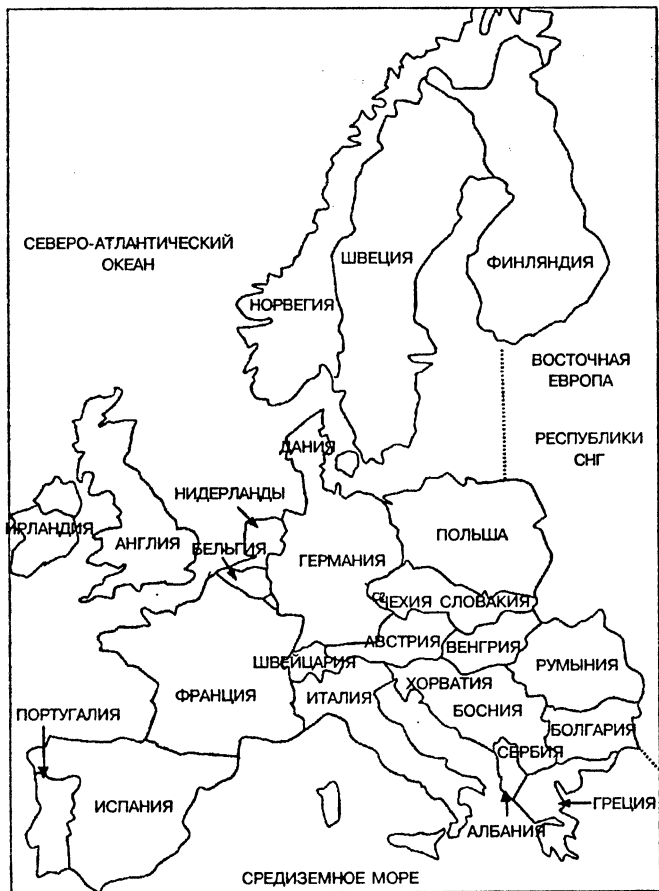 СЕВЕРО-АТЛАНТИЧЕСКИЙ
ОКЕАН
ШВЕЦИЯ
ФИНЛЯНДИЯ
НОРВЕГИЯ
ВОСТОЧНАЯ
ЕВРОПА
РЕСПУБЛИКИ
СНГ
ДАНИЯ
НИДЕРЛАНДЫ
ИРЛАНДИЯ
АНГЛИЯ
БЕЛЬГИЯ
ГЕРМАНИЯ
ПОЛЬША
ЧЕХИЯ СЛОВАКИЯ
АВСТРИЯ
ВЕНГРИЯ
ШВЕЙЦАРИЯ
РУМЫНИЯ
ФРАНЦИЯ
ИТАЛИЯ
ХОРВАТИЯ
БОСНИЯ
ПОРТУГАЛИЯ
БОЛГАРИЯ
СЕРБИЯ
ИСПАНИЯ
ГРЕЦИЯ
АЛБАНИЯ
СРЕДИЗЕМНОЕ МОРЕ